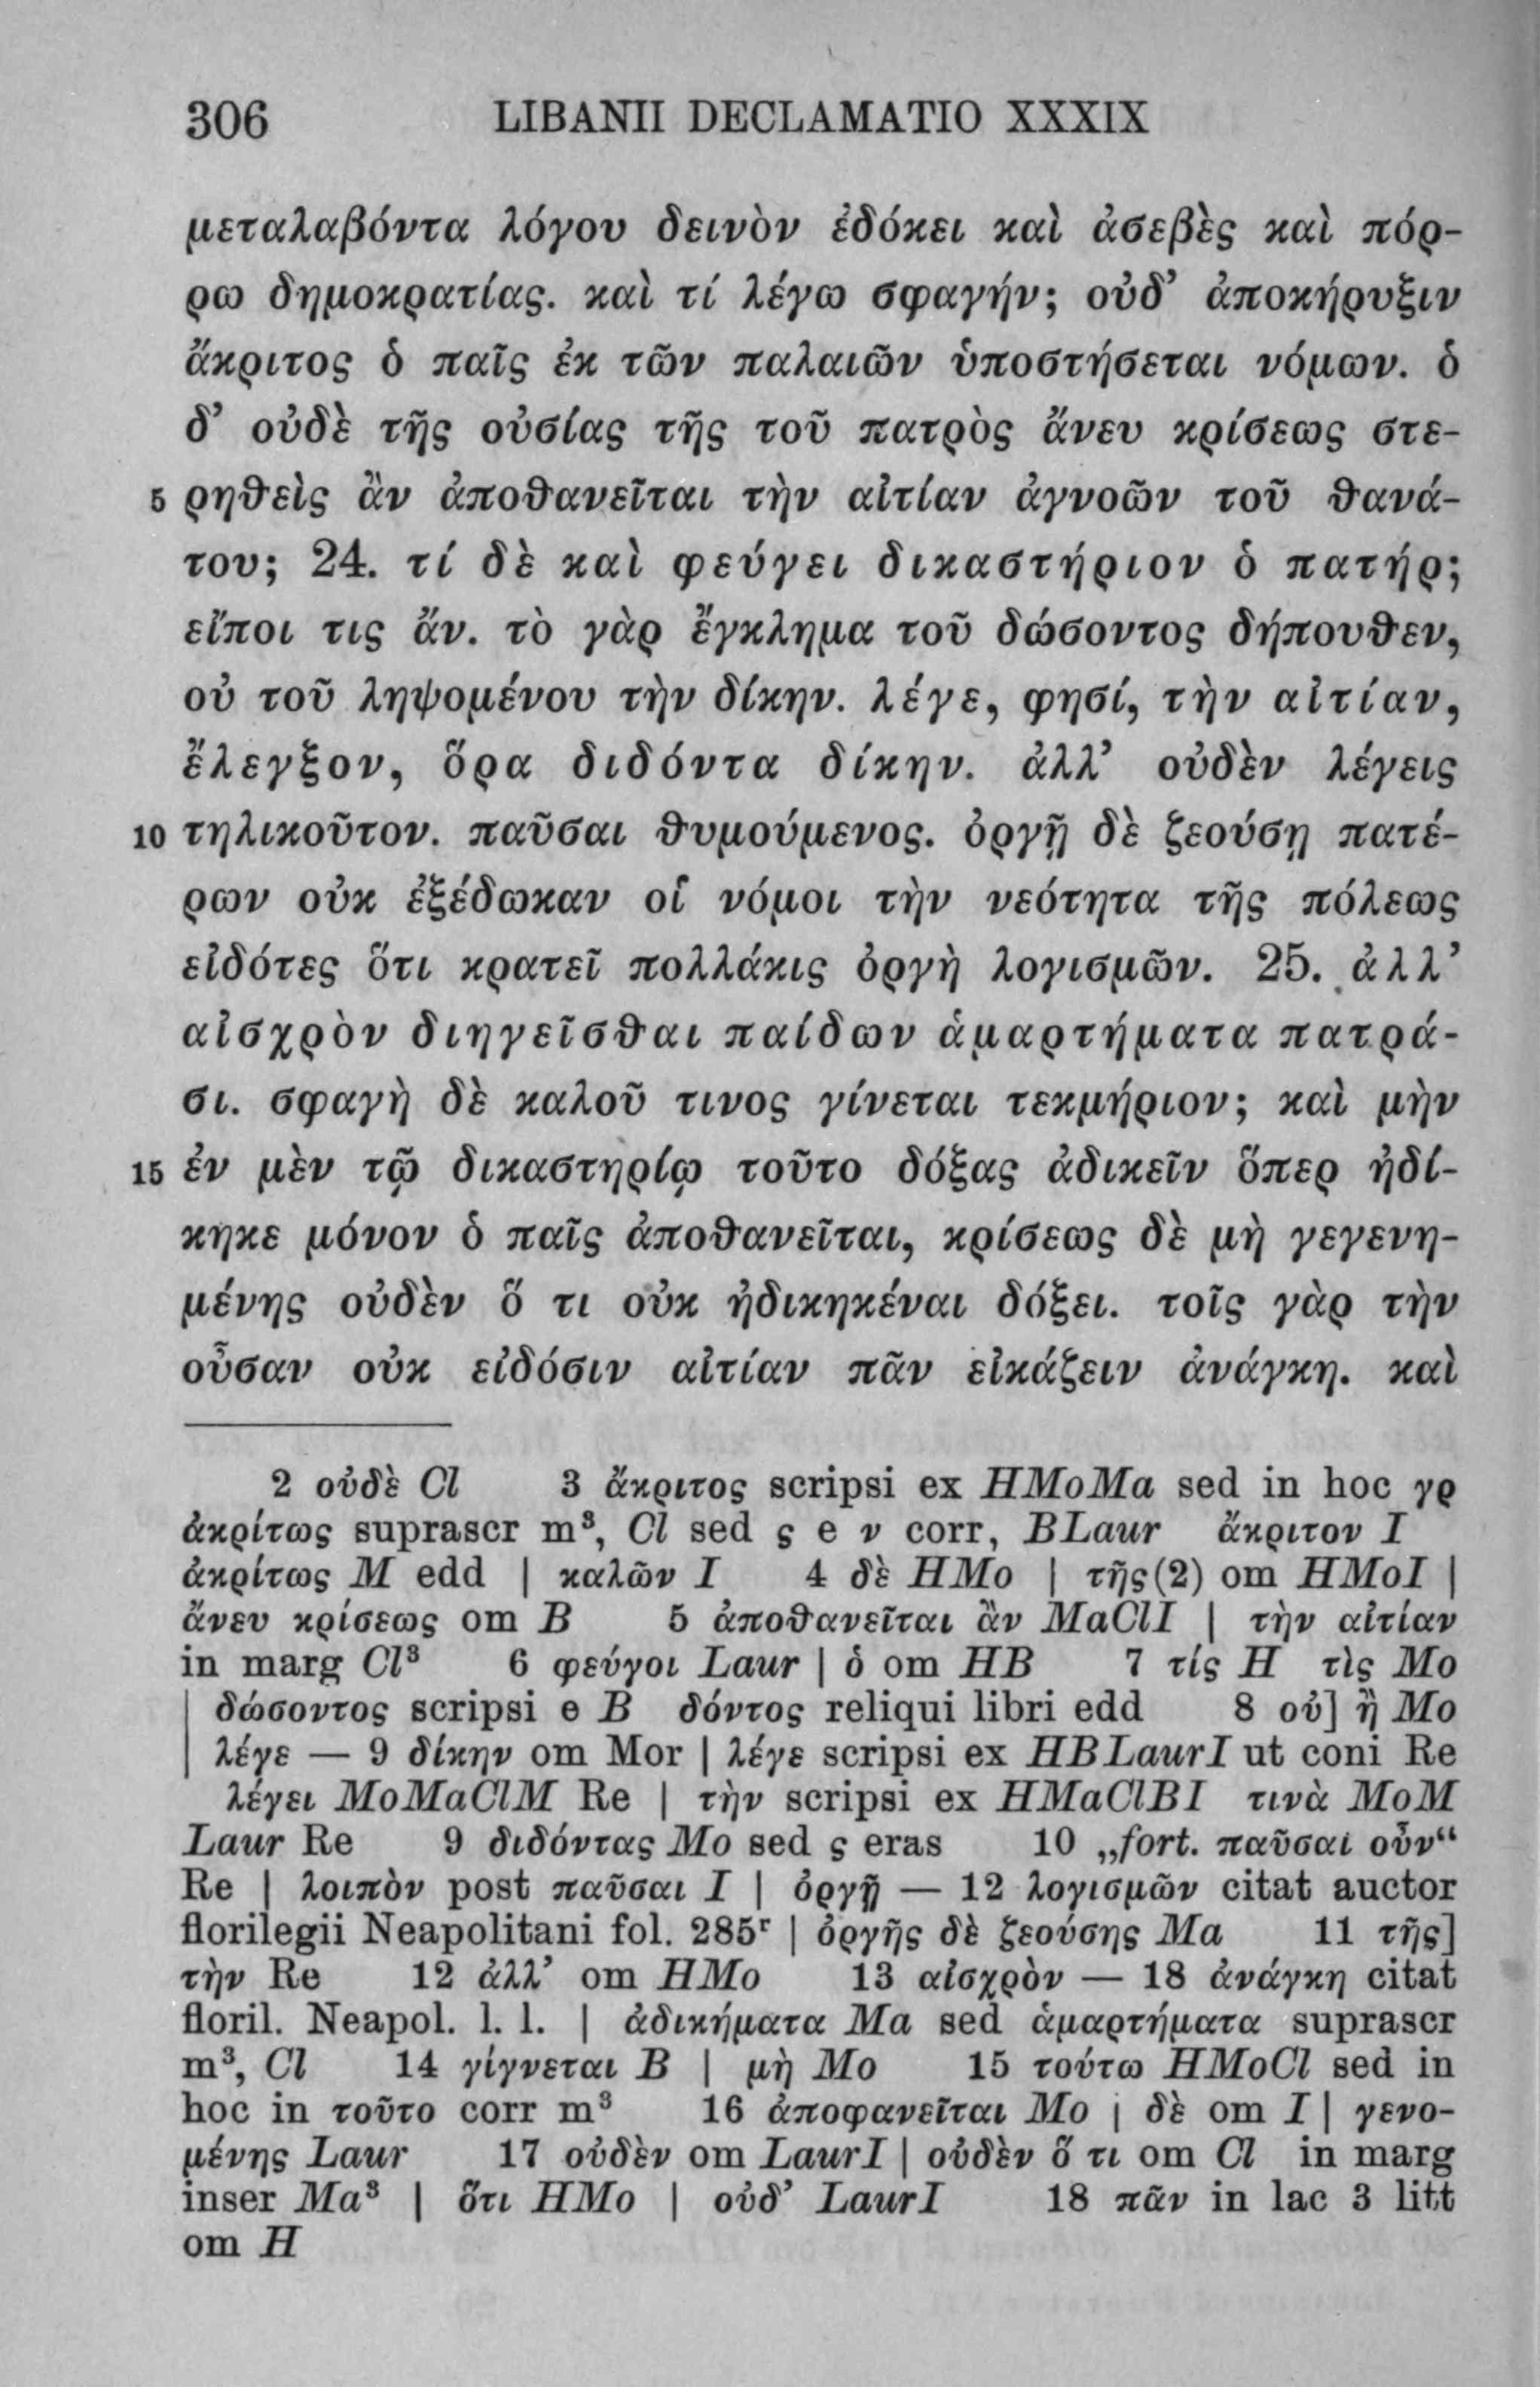 306 LIBANII DECLAMATIO XXXIX
μεταλαβόντα λόγου δεινὸν ἐδόκει καὶ ἀσεβὲς καὶ πόρ-
ρω δημοκρατίας. καὶ τί λέγω σφαγήν; οὐδ’ ἀποκήρυξιν
ἄκριτος ὁ παῖς ἐκ τῶν παλαιῶν ὑποστήσεται νόμων. ὁ
δ’ οὐδὲ τῆς οὐσίας τῆς τοῦ πατρὸς ἄνευ κρίσεως στε-
5 ρηθεὶς ἂν ἀποθανεῖται τὴν αἰτίαν ἀγνοῶν τοῦ θανά-
του; 24. τί δὲ καὶ φεύγει δικαστήριον ὁ πατήρ;
εἴποι τις ἄν. τὸ γὰρ ἔγκλημα τοῦ δώσοντος δήπουθεν,
οὐ τοῦ ληψομένου τὴν δίκην. λέγε, φησί, τὴν αἰτίαν,
ἔλεγξον, ὅρα διδόντα δίκην. ἀλλ’ οὐδὲν λέγεις
10 τηλικοῦτον. παῦσαι θυμούμενος. ὀργῇ δὲ ζεούσῃ πατέ-
ρων οὐκ ἐξέδωκαν οἱ νόμοι τὴν νεότητα τῆς πόλεως
εἰδότες ὅτι κρατεῖ πολλάκις ὀργὴ λογισμῶν. 25. ἀλλ’
αἰσχρὸν διηγεῖσθαι παίδων ἁμαρτήματα πατρά-
σι. σφαγὴ δὲ καλοῦ τινος γίνεται τεκμήριον; καὶ μὴν
15 ἐν μὲν τῷ δικαστηρίῳ τοῦτο δόξας ἀδικεῖν ὅπερ ἠδί-
κηκε μόνον ὁ παῖς ἀποθανεῖται, κρίσεως δὲ μὴ γεγενη-
μένης οὐδὲν ὅ τι οὐκ ἠδικηκέναι δόξει. τοῖς γὰρ τὴν
οὖσαν οὐκ εἰδόσιν αἰτίαν πᾶν εἰκάζειν ἀνάγκη. καὶ
2 οὐδὲ Cl 3 ἄκριτος scripsi ex HMoMa sed in hoc γρ
ἀκρίτως suprascr m³, Cl sed ς e ν corr, BLaur ἄκριτον I
ἀκρίτως M edd | καλῶν I 4 δὲ HMo | τῆς(2) om HMoI |
ἄνευ κρίσεως om B 5 ἀποθανεῖται ἂν MaClI | τὴν αἰτίαν
in marg Cl³ 6 φεύγοι Laur | ὁ om HB 7 τίς H τὶς Mo
| δώσοντος scripsi e B δόντος reliqui libri edd 8 οὐ] ἢ Mo
| λέγε — 9 δίκην om Mor | λέγε scripsi ex HBLaurI ut coni Re
λέγει MoMaClM Re | τὴν scripsi ex HMaClBI τινὰ MoM
Laur Re 9 διδόντας Mo sed ς eras 10 „fort. παῦσαι οὖν“
Re | λοιπὸν post παῦσαι I | ὀργῇ — 12 λογισμῶν citat auctor
florilegii Neapolitani fol. 285ʳ | ὀργῆς δὲ ζεούσης Ma 11 τῆς]
τὴν Re 12 ἀλλ’ om HMo 13 αἰσχρὸν — 18 ἀνάγκη citat
floril. Neapol. l. l. | ἀδικήματα Ma sed ἁμαρτήματα suprascr
m³, Cl 14 γίγνεται B | μὴ Mo 15 τούτω HMoCl sed in
hoc in τοῦτο corr m³ 16 ἀποφανεῖται Mo | δὲ om I | γενο-
μένης Laur 17 οὐδὲν om LaurI | οὐδὲν ὅ τι om Cl in marg
inser Ma³ | ὅτι HMo | οὐδ’ LaurI 18 πᾶν in lac 3 litt
om H